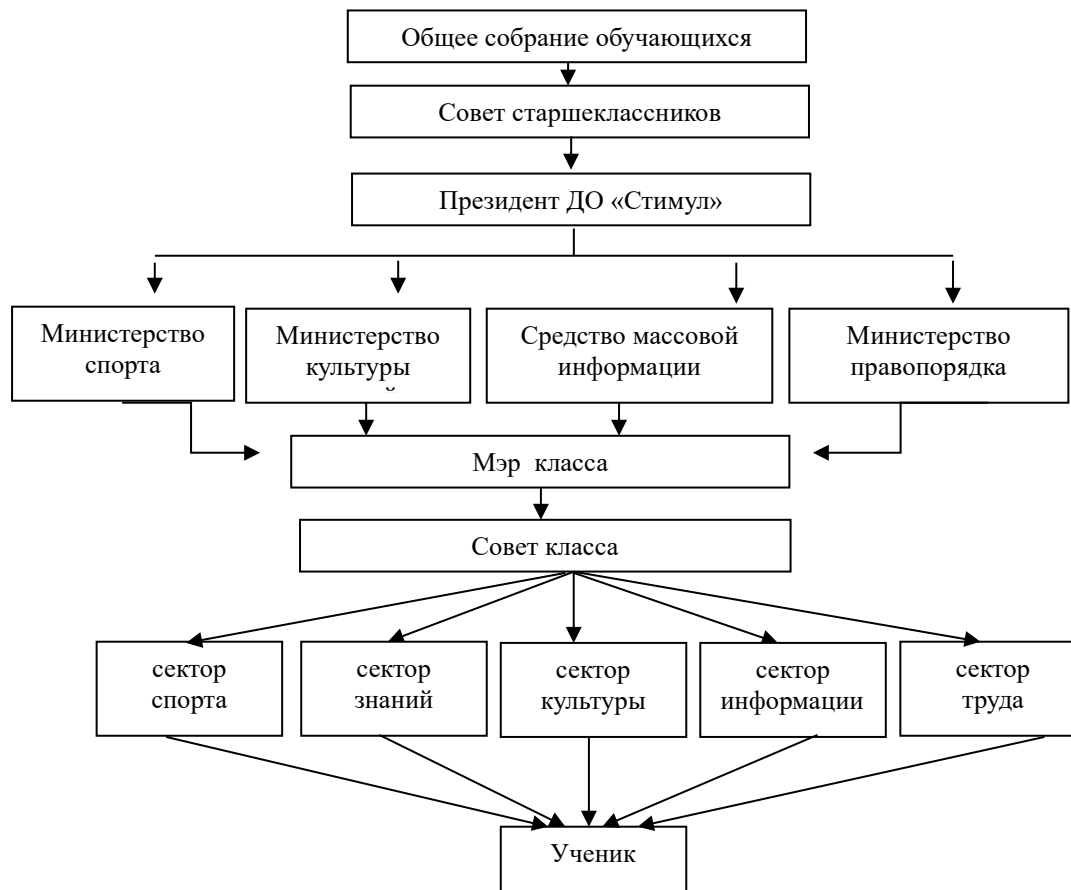 Общее собрание обучающихся
Совет старшеклассников
Президент ДО «Стимул»
Министерство
спорта
Министерство
культуры
Средство массовой
информации
Министерство
правопорядка
Мэр класса
Совет класса
сектор
спорта
сектор
знаний
сектор
культуры
сектор
информации
сектор
труда
Ученик